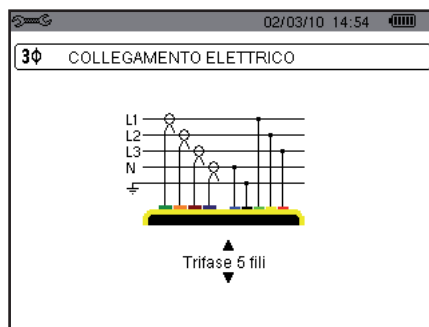 02/03/10 14:54
3Φ COLLEGAMENTO ELETTRICO
L1
L2
L3
N
Trifase 5 fili